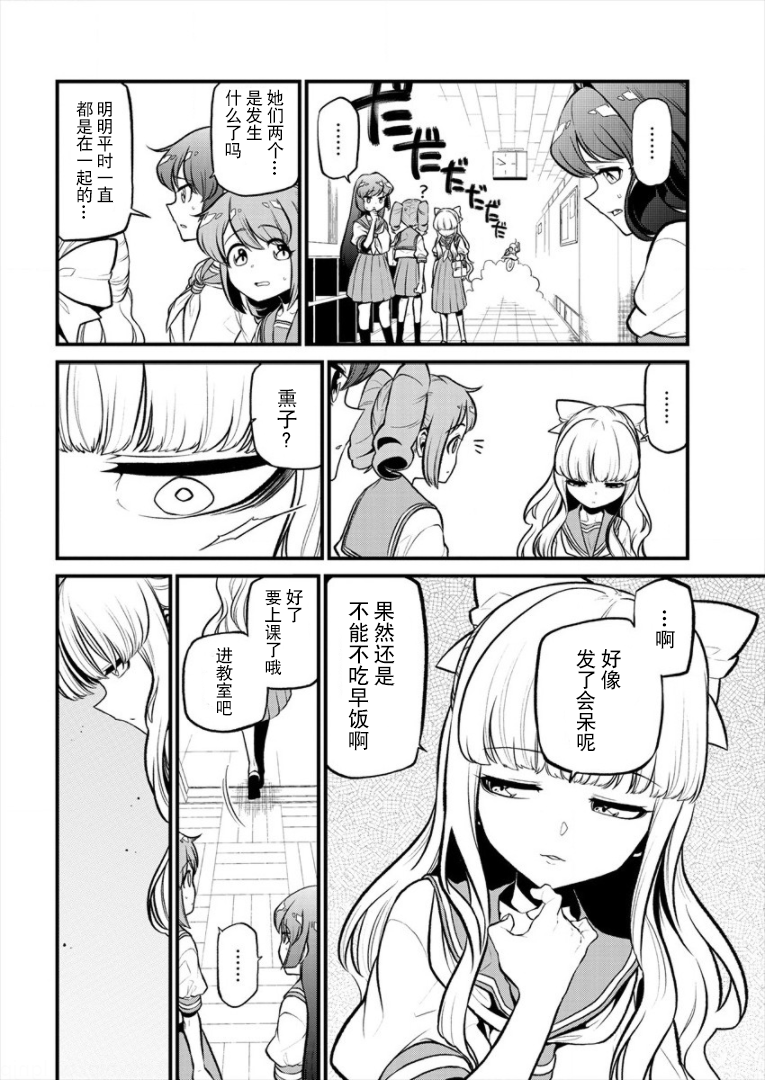 ……
だだだだだだ
?
……
她们两个…
是发生
什么了吗
明明平时一直
都是在一起的…
……
熏子?
…啊
好像
发了会呆呢
果然还是
不能不吃早饭啊
好了
要上课了哦
进教室吧
……